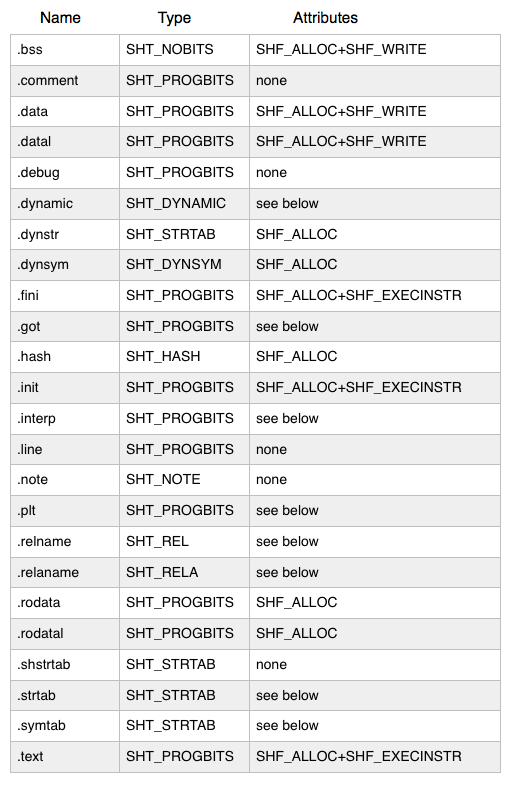 Name Type Attributes
.bss SHT_NOBITS SHF_ALLOC+SHF_WRITE
.comment SHT_PROGBITS none
.data SHT_PROGBITS SHF_ALLOC+SHF_WRITE
.datal SHT_PROGBITS SHF_ALLOC+SHF_WRITE
.debug SHT_PROGBITS none
.dynamic SHT_DYNAMIC see below
.dynstr SHT_STRTAB SHF_ALLOC
.dynsym SHT_DYNSYM SHF_ALLOC
.fini SHT_PROGBITS SHF_ALLOC+SHF_EXECINSTR
.got SHT_PROGBITS see below
.hash SHT_HASH SHF_ALLOC
.init SHT_PROGBITS SHF_ALLOC+SHF_EXECINSTR
.interp SHT_PROGBITS see below
.line SHT_PROGBITS none
.note SHT_NOTE none
.plt SHT_PROGBITS see below
.relname SHT_REL see below
.relaname SHT_RELA see below
.rodata SHT_PROGBITS SHF_ALLOC
.rodatal SHT_PROGBITS SHF_ALLOC
.shstrtab SHT_STRTAB none
.strtab SHT_STRTAB see below
.symtab SHT_STRTAB see below
.text SHT_PROGBITS SHF_ALLOC+SHF_EXECINSTR